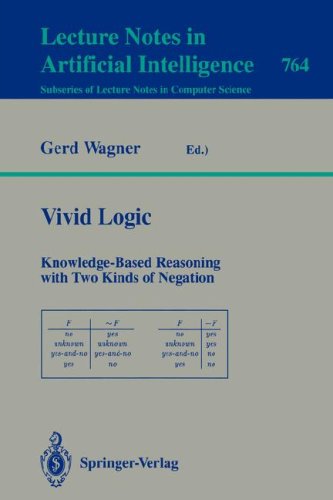 Lecture Notes in
Artificial Intelligence 764
Subseries of Lecture Notes in Computer Science
Gerd Wagner Ed.)
Vivid Logic
Knowledge-Based Reasoning
with Two Kinds of Negation
F ~F F −F
no yes no yes
unknown unknown unknown yes
yes-and-no yes-and-no yes-and-no no
yes no yes no
Springer-Verlag